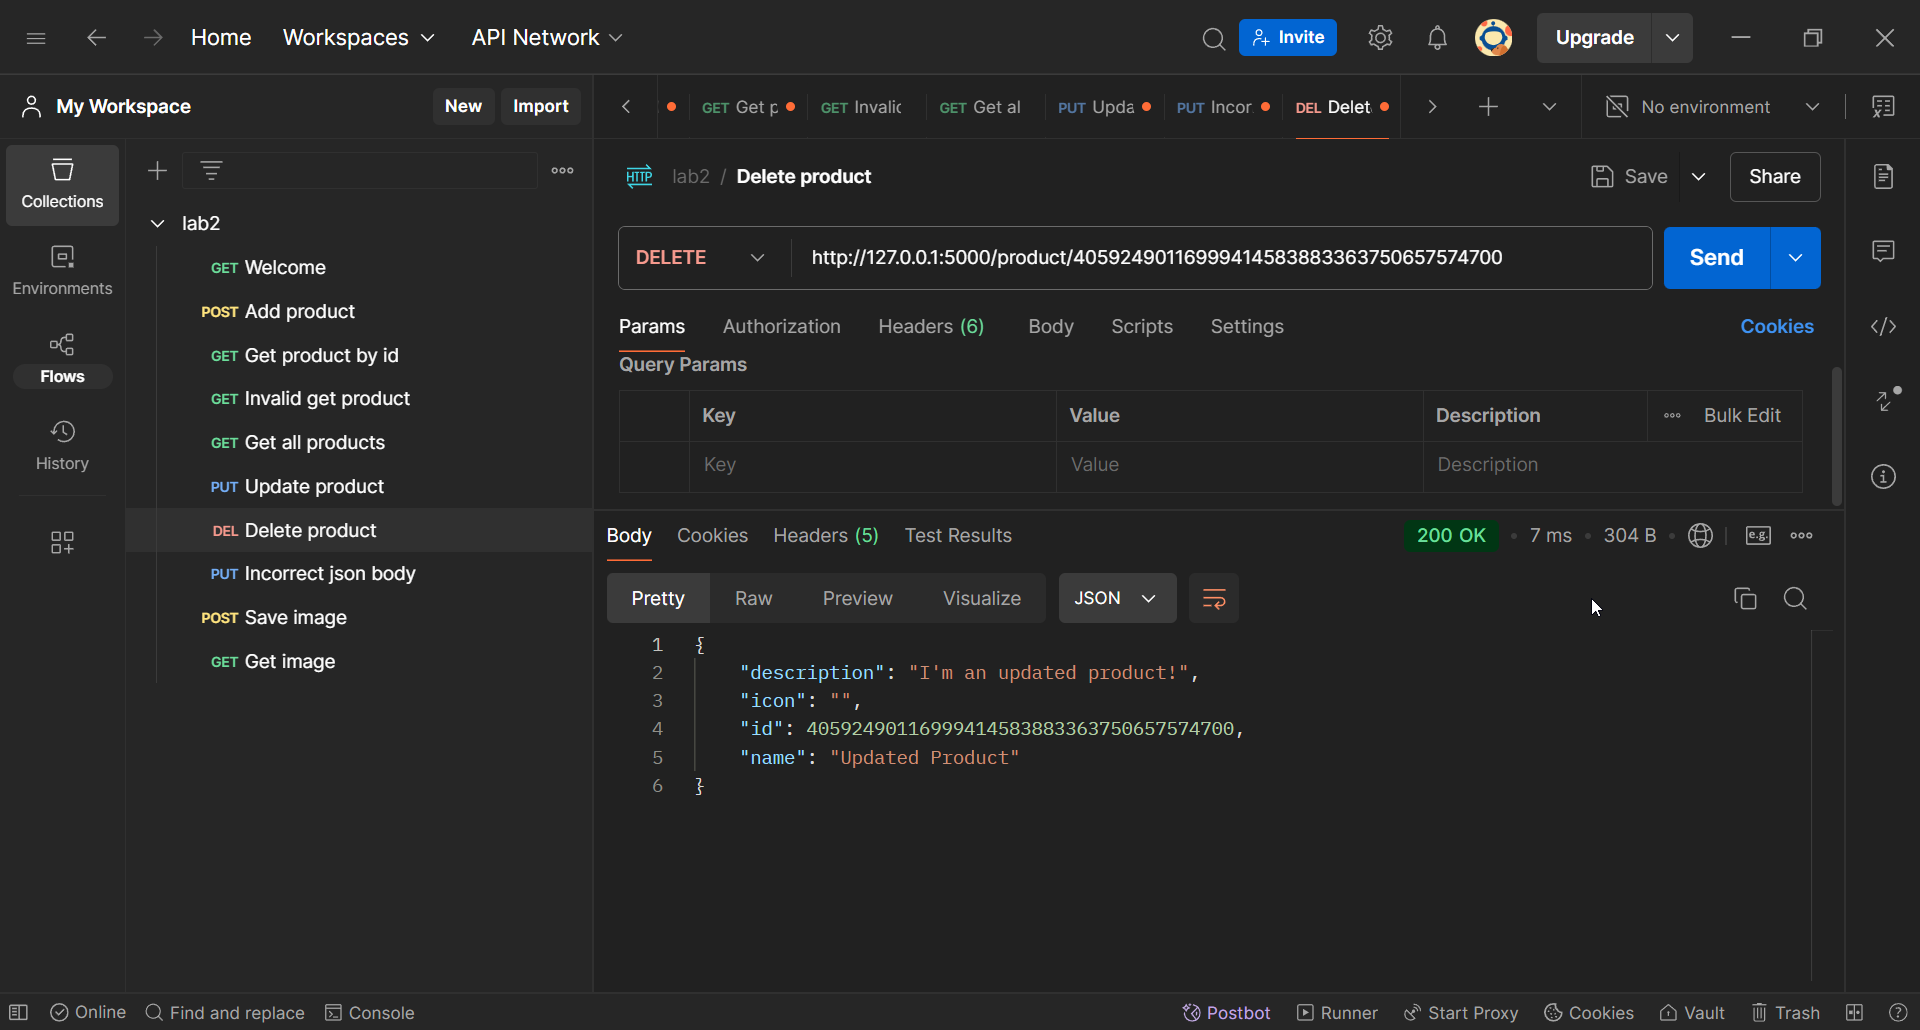 Home Workspaces API Network Invite Upgrade
My Workspace New Import GET Get p GET Invalic GET Get al PUT Upda PUT Incor DEL Delet No environment
Collections
Environments
Flows
History
lab2
GET Welcome
POST Add product
GET Get product by id
GET Invalid get product
GET Get all products
PUT Update product
DEL Delete product
PUT Incorrect json body
POST Save image
GET Get image
HTTP lab2 / Delete product Save Share
DELETE http://127.0.0.1:5000/product/40592490116999414583883363750657574700 Send
Params Authorization Headers (6) Body Scripts Settings Cookies
Query Params
Key Value Description Bulk Edit
Key Value Description
Body Cookies Headers (5) Test Results 200 OK 7 ms 304 B e.g.
Pretty Raw Preview Visualize JSON
1 {
2 "description": "I'm an updated product!",
3 "icon": "",
4 "id": 40592490116999414583883363750657574700,
5 "name": "Updated Product"
6 }
Online Find and replace Console Postbot Runner Start Proxy Cookies Vault Trash